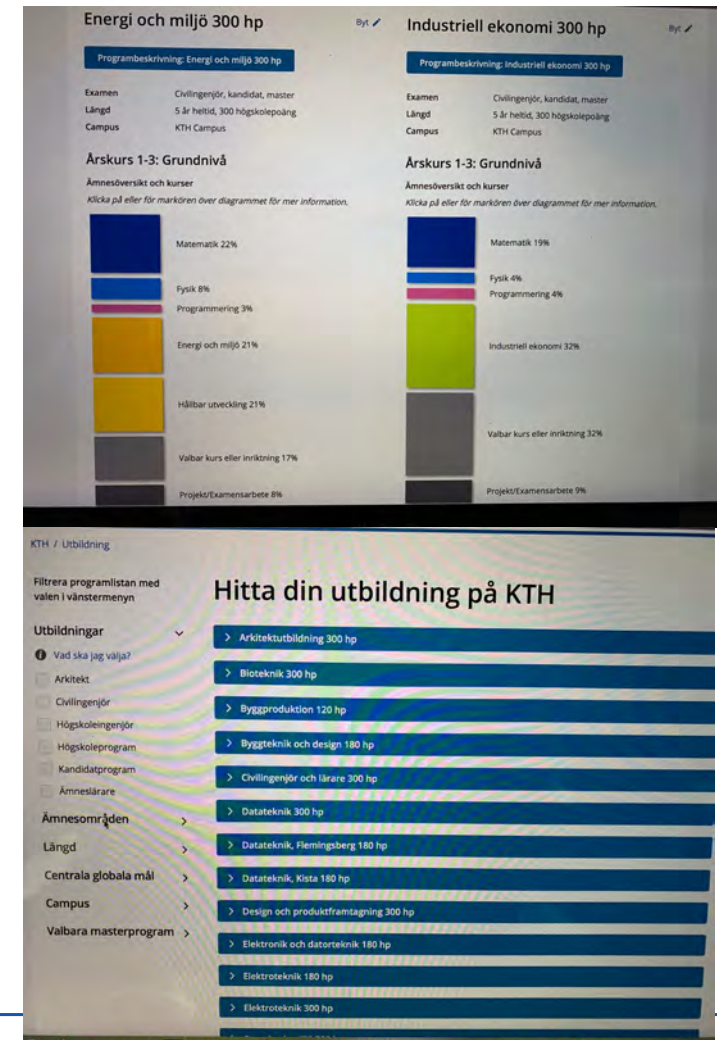 Energi och miljö 300 hp
Byt
Programbeskrivning: Energi och miljö 300 hp
Examen Civilingenjör, kandidat, master
Längd 5 år heltid, 300 högskolepoäng
Campus KTH Campus
Årskurs 1-3: Grundnivå
Ämnesöversikt och kurser
Klicka på eller för markören över diagrammet för mer information.
Matematik 22%
Fysik 8%
Programmering 3%
Energi och miljö 21%
Hållbar utveckling 21%
Valbar kurs eller inriktning 17%
Projekt/Examensarbete 8%
Industriell ekonomi 300 hp
Byt
Programbeskrivning: Industriell ekonomi 300 hp
Examen Civilingenjör, kandidat, master
Längd 5 år heltid, 300 högskolepoäng
Campus KTH Campus
Årskurs 1-3: Grundnivå
Ämnesöversikt och kurser
Klicka på eller för markören över diagrammet för mer information.
Matematik 19%
Fysik 4%
Programmering 4%
Industriell ekonomi 32%
Valbar kurs eller inriktning 32%
Projekt/Examensarbete 9%
KTH / Utbildning
Filtrera programlistan med
valen i vänstermenyn
Utbildningar
Vad ska jag välja?
Arkitekt
Civilingenjör
Högskoleingenjör
Högskoleprogram
Kandidatprogram
Ämneslärare
Ämnesområden
Längd
Centrala globala mål
Campus
Valbara masterprogram
Hitta din utbildning på KTH
Arkitektutbildning 300 hp
Bioteknik 300 hp
Byggproduktion 120 hp
Byggteknik och design 180 hp
Civilingenjör och lärare 300 hp
Datateknik 300 hp
Datateknik, Flemingsberg 180 hp
Datateknik, Kista 180 hp
Design och produktframtagning 300 hp
Elektronik och datorteknik 180 hp
Elektroteknik 180 hp
Elektroteknik 300 hp